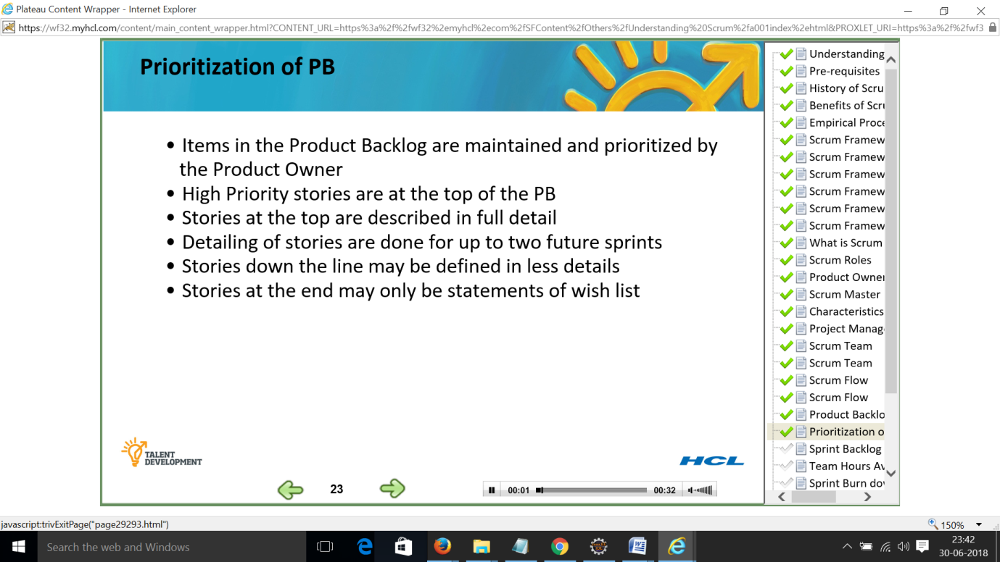 Plateau Content Wrapper - Internet Explorer
https://wf32.myhcl.com/content/main_content_wrapper.html?CONTENT_URL=https%3a%2f%2fwf32%2emyhcl%2ecom%2fSFContent%2fOthers%2fUnderstanding%20Scrum%2fa001index%2ehtml&PROXLET_URI=https%3a%2f%2fwf3
Prioritization of PB
• Items in the Product Backlog are maintained and prioritized by
the Product Owner
• High Priority stories are at the top of the PB
• Stories at the top are described in full detail
• Detailing of stories are done for up to two future sprints
• Stories down the line may be defined in less details
• Stories at the end may only be statements of wish list
TALENT
DEVELOPMENT
HCL
23
00:01
00:32
Understanding
Pre-requisites
History of Scru
Benefits of Scru
Empirical Proce
Scrum Framew
Scrum Framew
Scrum Framew
Scrum Framew
Scrum Framew
Scrum Framew
What is Scrum
Scrum Roles
Product Owner
Scrum Master
Characteristics
Project Manag
Scrum Team
Scrum Team
Scrum Flow
Scrum Flow
Product Backlo
Prioritization o
Sprint Backlog
Team Hours Av
Sprint Burn dov
javascript:trivExitPage("page29293.html")
150%
Search the web and Windows
23:42
30-06-2018